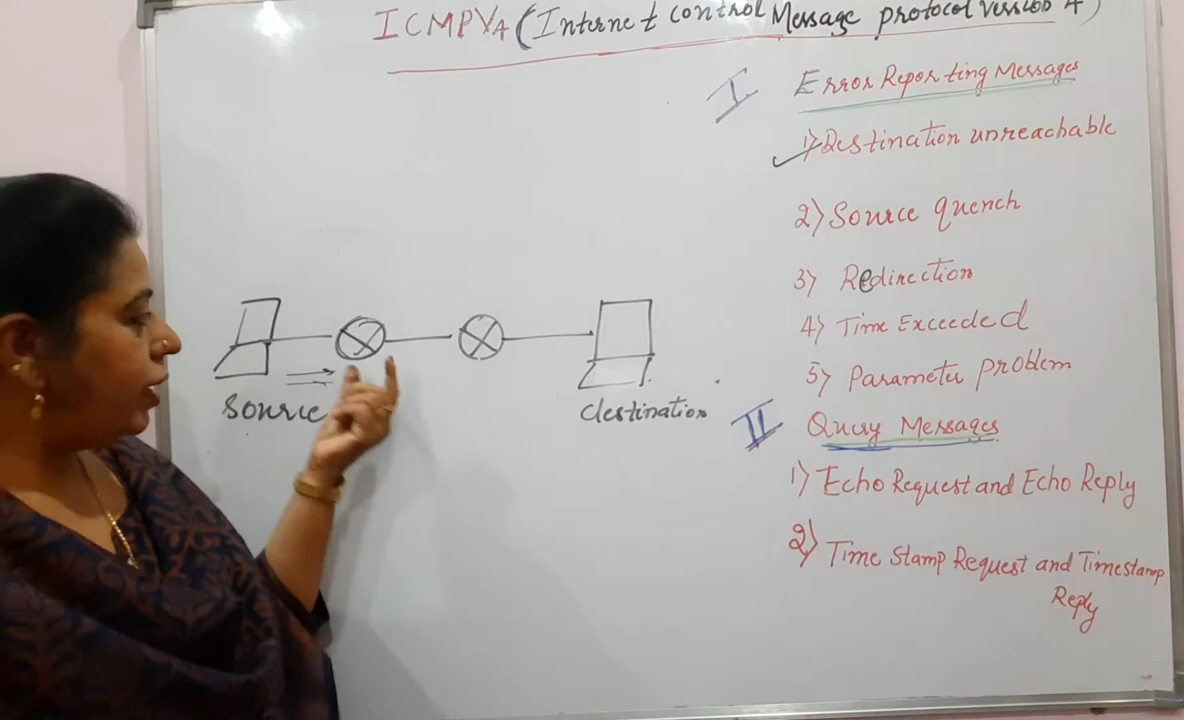 ICMPV4 (Internet control Message protocol version 4)
I Error Reporting Messages
1) Destination unreachable
2) Source quench
3) Redirection
4) Time Exceeded
5) Parameter problem
II Query Messages
1) Echo Request and Echo Reply
2) Time Stamp Request and Timestamp
Reply
Source
destination